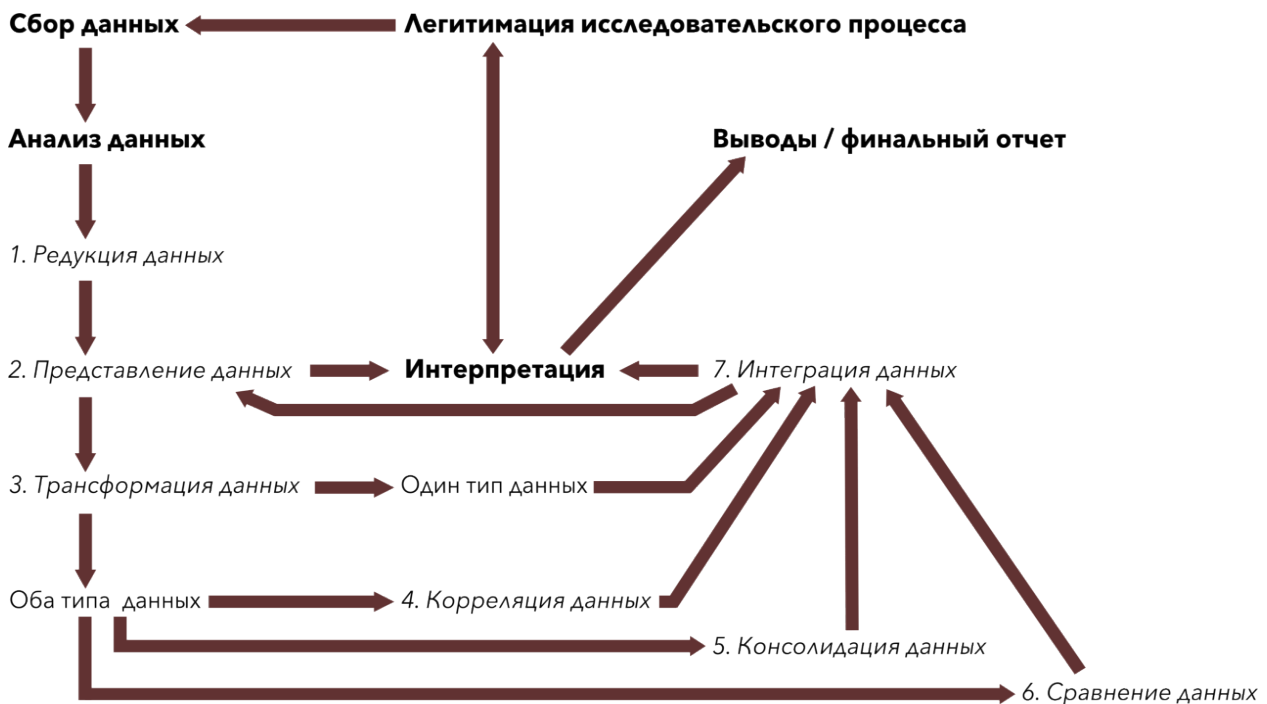 Сбор данных
Легитимация исследовательского процесса
Анализ данных
Выводы / финальный отчет
1. Редукция данных
2. Представление данных
Интерпретация
7. Интеграция данных
3. Трансформация данных
Один тип данных
Оба типа данных
4. Корреляция данных
5. Консолидация данных
6. Сравнение данных